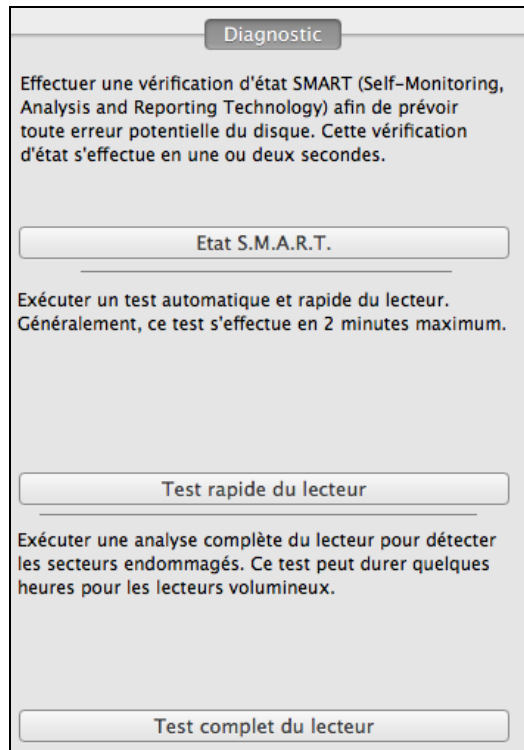 Diagnostic
Effectuer une vérification d'état SMART (Self-Monitoring,
Analysis and Reporting Technology) afin de prévoir
toute erreur potentielle du disque. Cette vérification
d'état s'effectue en une ou deux secondes.
Etat S.M.A.R.T.
Exécuter un test automatique et rapide du lecteur.
Généralement, ce test s'effectue en 2 minutes maximum.
Test rapide du lecteur
Exécuter une analyse complète du lecteur pour détecter
les secteurs endommagés. Ce test peut durer quelques
heures pour les lecteurs volumineux.
Test complet du lecteur